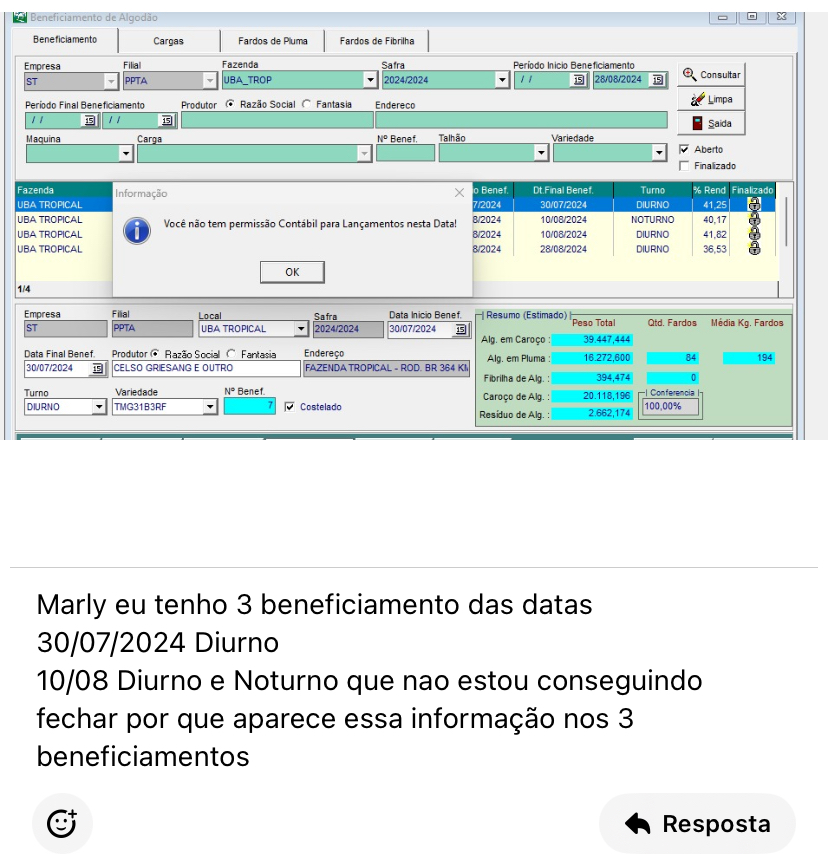 Beneficiamento de Algodão
Beneficiamento Cargas Fardos de Pluma Fardos de Fibrilha
Empresa Filial Fazenda Safra Período Inicio Beneficiamento
ST PPTA UBA_TROP 2024/2024 / / 15 28/08/2024 15
Consultar
Limpa
Saida
Período Final Beneficiamento Produtor Razão Social Fantasia Endereco
/ / 15 / / 15
Maquina Carga Nº Benef. Talhão Variedade
Aberto
Finalizado
Fazenda o Benef. Dt.Final Benef. Turno % Rend Finalizado
UBA TROPICAL 7/2024 30/07/2024 DIURNO 41,25
UBA TROPICAL 8/2024 10/08/2024 NOTURNO 40,17
UBA TROPICAL 8/2024 10/08/2024 DIURNO 41,82
UBA TROPICAL 8/2024 28/08/2024 DIURNO 36,53
Informação
Você não tem permissão Contábil para Lançamentos nesta Data!
OK
1/4
Empresa Filial Local Safra Data Inicio Benef.
ST PPTA UBA TROPICAL 2024/2024 30/07/2024 15
Data Final Benef. Produtor Razão Social Fantasia Endereço
30/07/2024 15 CELSO GRIESANG E OUTRO FAZENDA TROPICAL - ROD. BR 364 KM
Turno Variedade Nº Benef.
DIURNO TMG31B3RF 7 Costelado
Resumo (Estimado)
Peso Total Qtd. Fardos Média Kg. Fardos
Alg. em Caroço : 39.447,444
Alg. em Pluma : 16.272,600 84 194
Fibrilha de Alg. : 394,474 0
Caroço de Alg. : 20.118,196
Resíduo de Alg. : 2.662,174
Conferencia
100,00%
Marly eu tenho 3 beneficiamento das datas
30/07/2024 Diurno
10/08 Diurno e Noturno que nao estou conseguindo
fechar por que aparece essa informação nos 3
beneficiamentos
Resposta